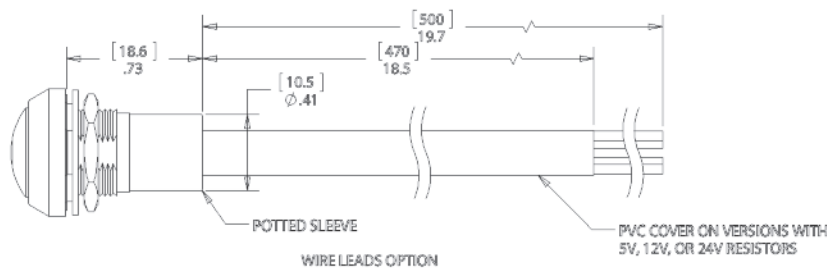 [500]
19.7
[18.6]
.73
[470]
18.5
[10.5]
Ø.41
POTTED SLEEVE
PVC COVER ON VERSIONS WITH
5V, 12V, OR 24V RESISTORS
WIRE LEADS OPTION